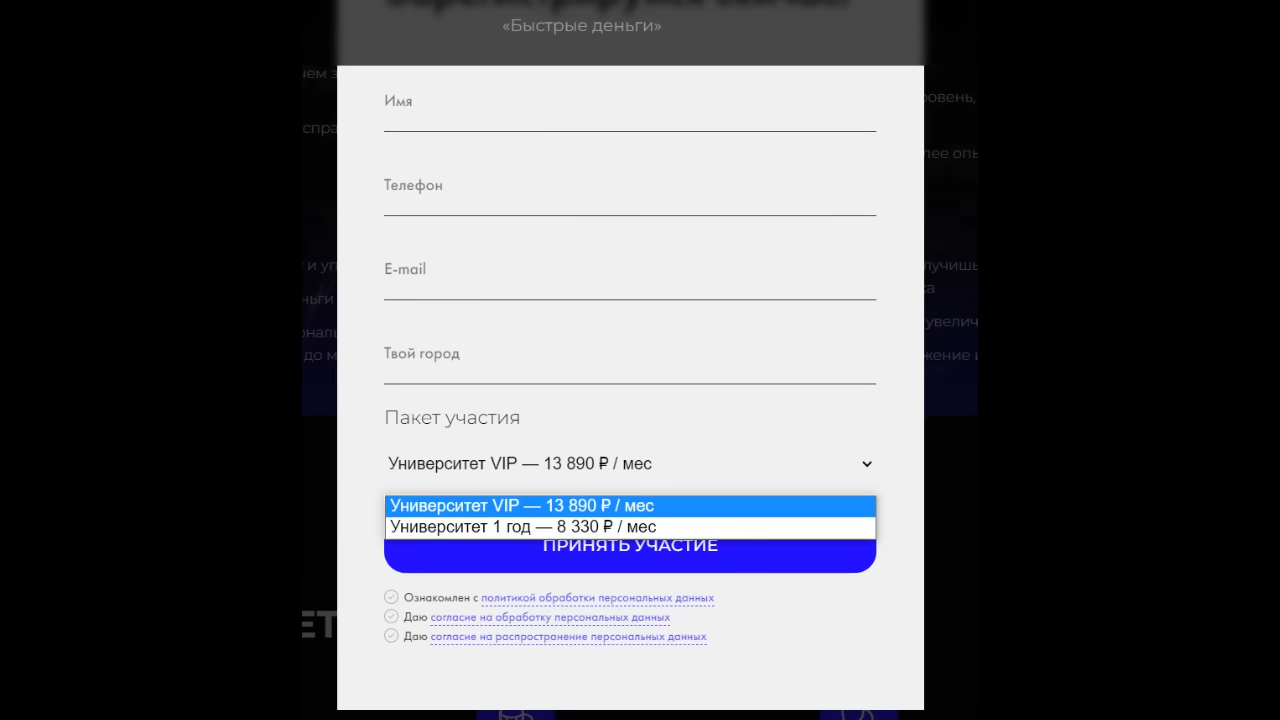 «Быстрые деньги»
Имя
Телефон
E-mail
Твой город
Пакет участия
Университет VIP — 13 890 ₽ / мес
Университет VIP — 13 890 ₽ / мес
Университет 1 год — 8 330 ₽ / мес
ПРИНЯТЬ УЧАСТИЕ
Ознакомлен с политикой обработки персональных данных
Даю согласие на обработку персональных данных
Даю согласие на распространение персональных данных